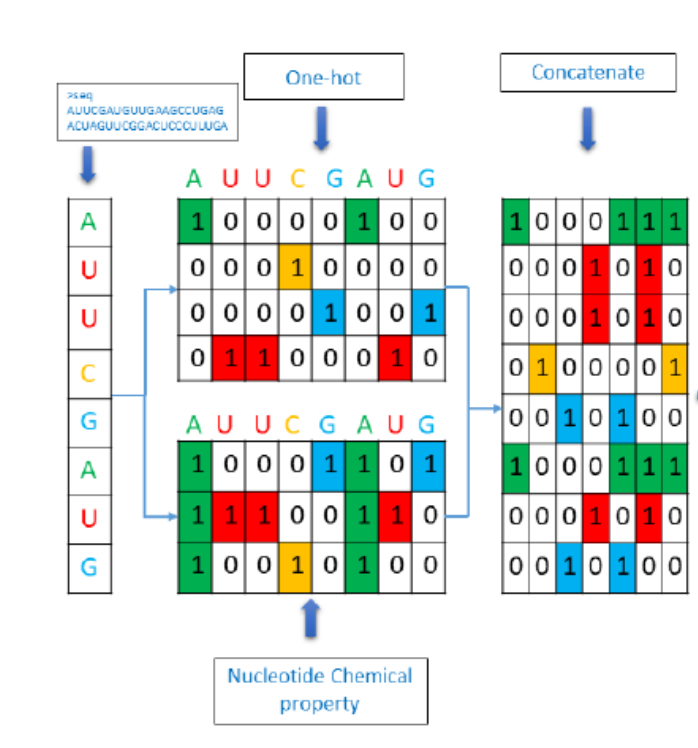 One-hot
Concatenate
>seq
AUUCGAUGUUGAAGCCUGAG
ACUAGUUCGGACUCCCUUUGA
A U U C G A U G
A
U
U
C
G
A
U
G
1 0 0 0 0 1 0 0
0 0 0 1 0 0 0 0
0 0 0 0 1 0 0 1
0 1 1 0 0 0 1 0
A U U C G A U G
1 0 0 0 1 1 0 1
1 1 1 0 0 1 1 0
1 0 0 1 0 1 0 0
1 0 0 0 1 1 1
0 0 0 1 0 1 0
0 0 0 1 0 1 0
0 1 0 0 0 0 1
0 0 1 0 1 0 0
1 0 0 0 1 1 1
0 0 0 1 0 1 0
0 0 1 0 1 0 0
Nucleotide Chemical
property